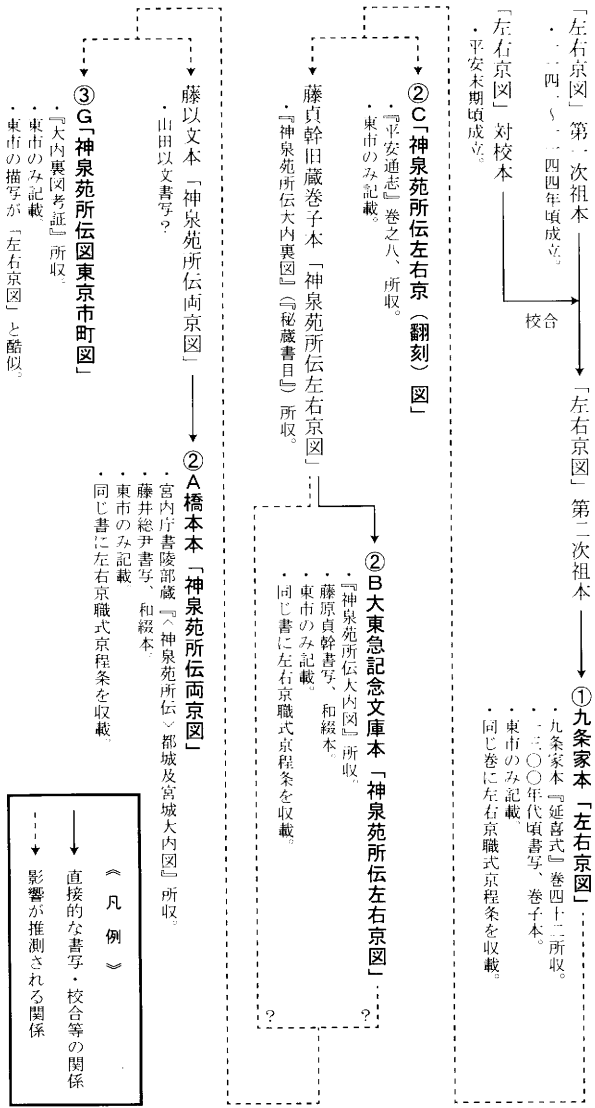 『左右京図』第一次祖本
・一一四一～一一四四年頃成立。
『左右京図』対校本
・平安末期頃成立。
校合
『左右京図』第二次祖本
①九条家本「左右京図」
・九条家本『延喜式』巻四十二所収。
・一三〇〇年代頃書写、巻子本。
・東市のみ記載。
・同じ巻に左右京職式京程条を収載。
②C「神泉苑所伝左右京（翻刻）図」
・『平安通志』巻之八、所収。
・東市のみ記載。
藤貞幹旧蔵巻子本「神泉苑所伝左右京図」
・『神泉苑所伝大内裏図』（『秘蔵書目』）所収。
②B大東急記念文庫本「神泉苑所伝左右京図」
・『神泉苑所伝大内図』所収。
・藤原貞幹書写、和綴本。
・東市のみ記載。
・同じ書に左右京職式京程条を収載。
？
？
藤以文本「神泉苑所伝両京図」
・山田以文書写？
②A橋本本「神泉苑所伝両京図」
・宮内庁書陵部蔵『〈神泉苑所伝〉都城及宮城大内図』所収。
・藤井総尹書写、和綴本。
・東市のみ記載。
・同じ書に左右京職式京程条を収載。
③G「神泉苑所伝図東京市町図」
・『大内裏図考証』所収。
・東市のみ記載。
・東市の描写が「左右京図」と酷似。
《凡例》
直接的な書写・校合等の関係
影響が推測される関係